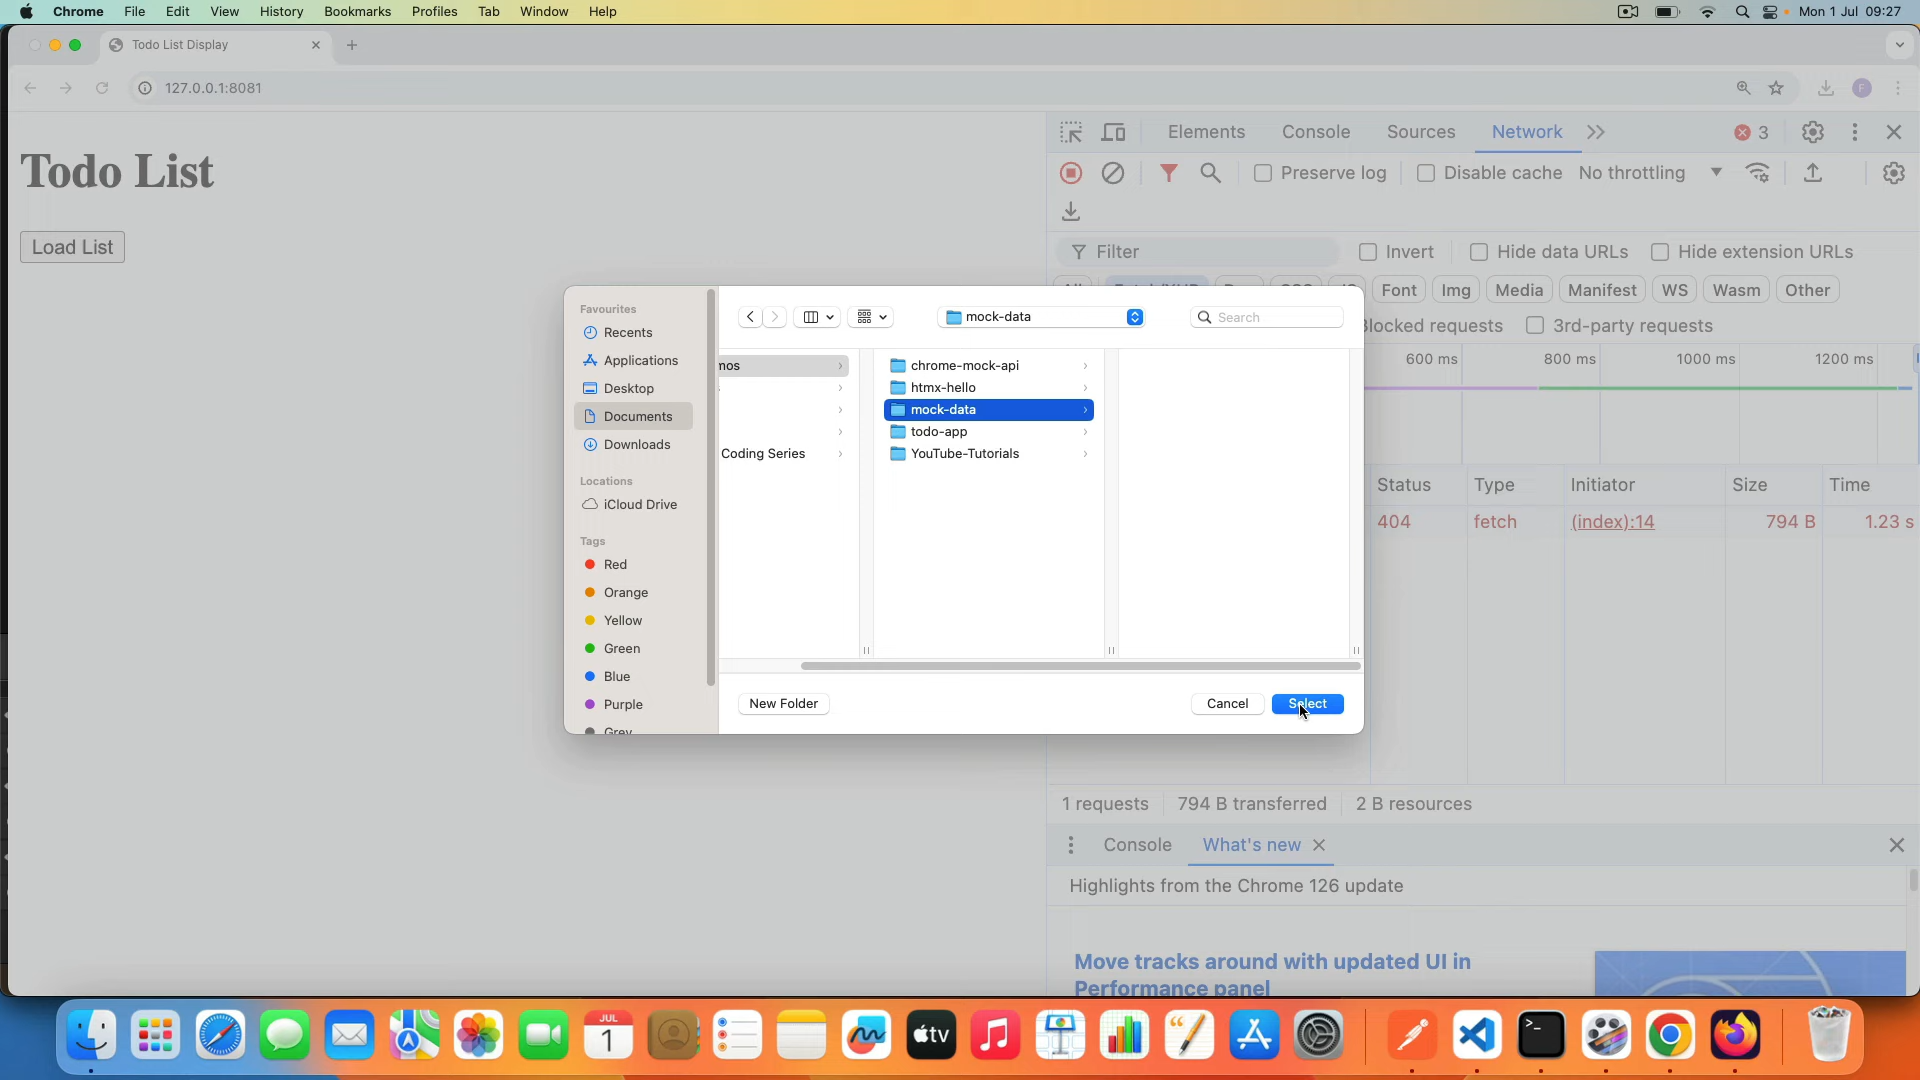 Chrome File Edit View History Bookmarks Profiles Tab Window Help Mon 1 Jul 09:27
Todo List Display
127.0.0.1:8081 F
Elements Console Sources Network 3
Preserve log Disable cache No throttling
Todo List
Load List
Filter Invert Hide data URLs Hide extension URLs
Font Img Media Manifest WS Wasm Other
Blocked requests 3rd-party requests
600 ms 800 ms 1000 ms 1200 ms
Status Type Initiator Size Time
404 fetch (index):14 794 B 1.23 s
1 requests 794 B transferred 2 B resources
Console What's new
Highlights from the Chrome 126 update
Move tracks around with updated UI in
Performance panel
Favourites
Recents
Applications
Desktop
Documents
Downloads
Locations
iCloud Drive
Tags
Red
Orange
Yellow
Green
Blue
Purple
Grey
mock-data
Search
mos
Coding Series
chrome-mock-api
htmx-hello
mock-data
todo-app
YouTube-Tutorials
New Folder Cancel Select
JUL
1
tv